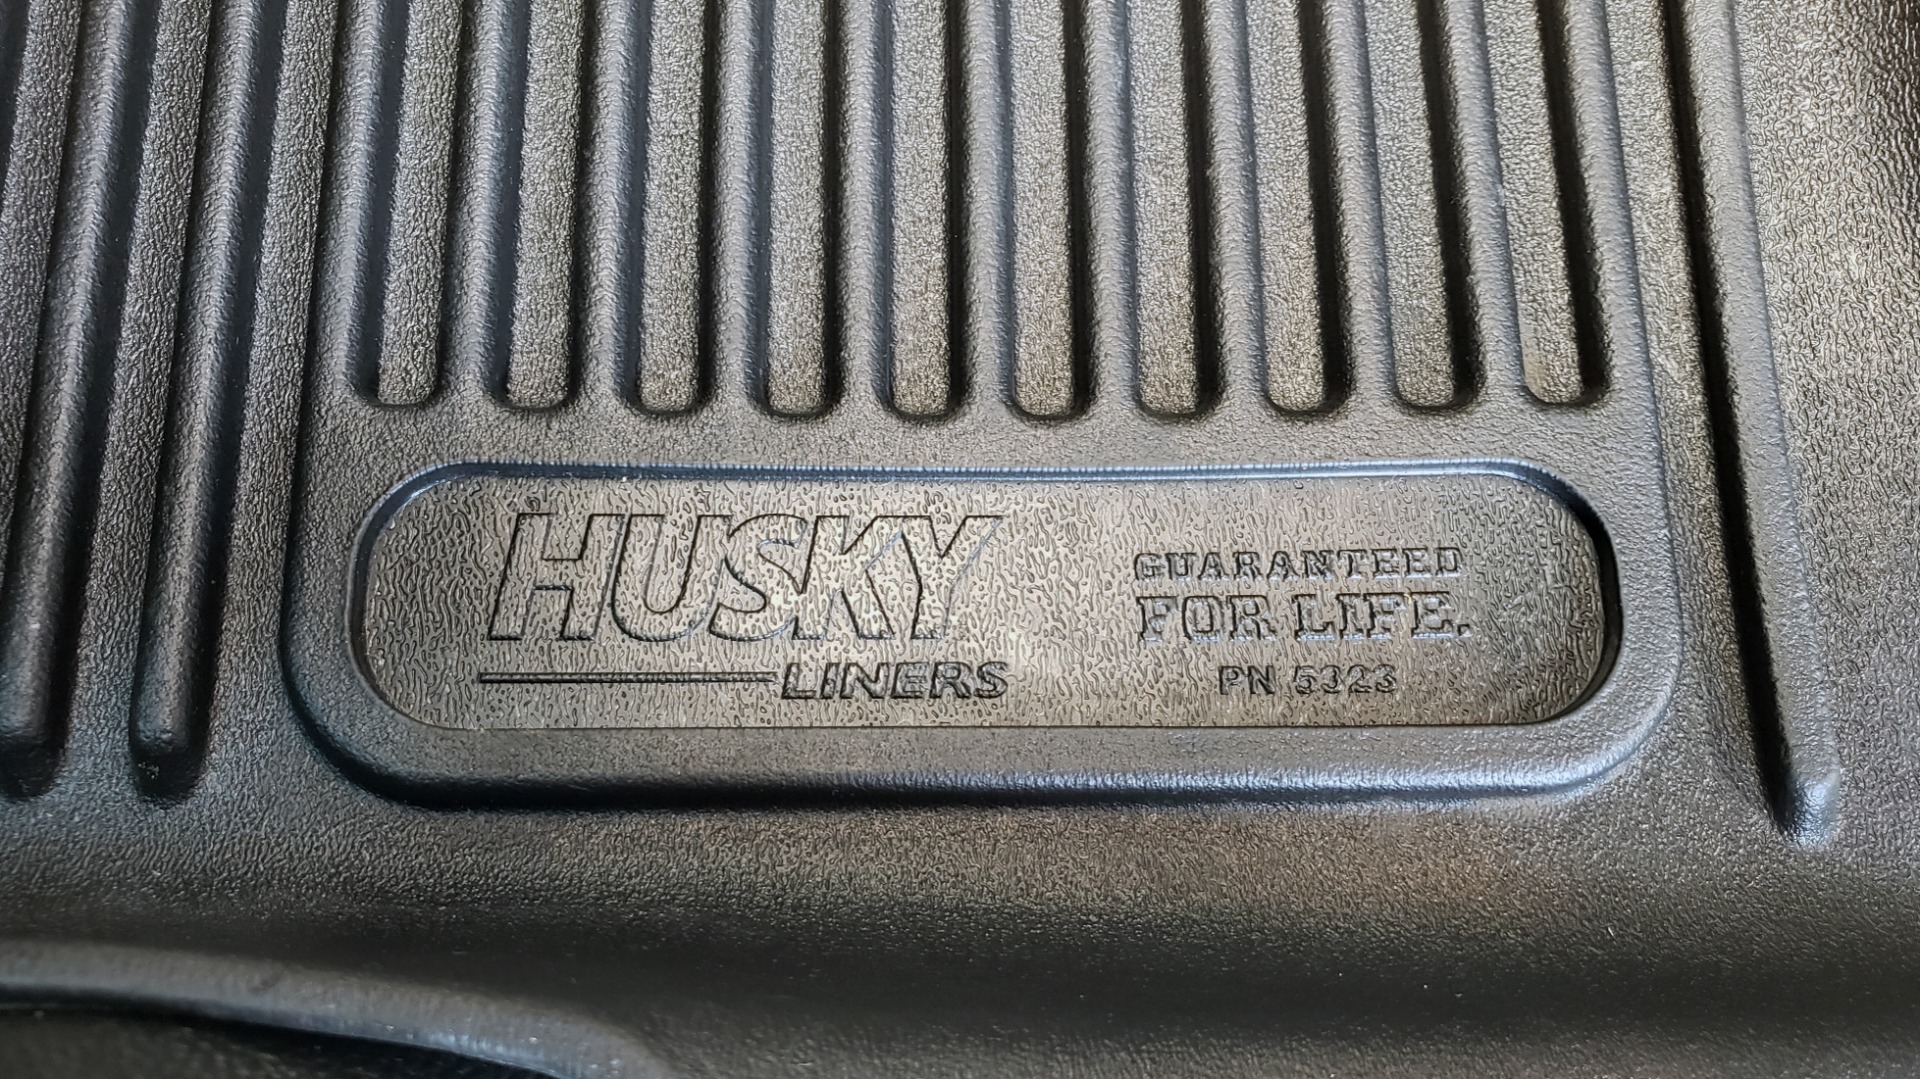 HUSKY
LINERS
GUARANTEED
FOR LIFE.
PN 5323